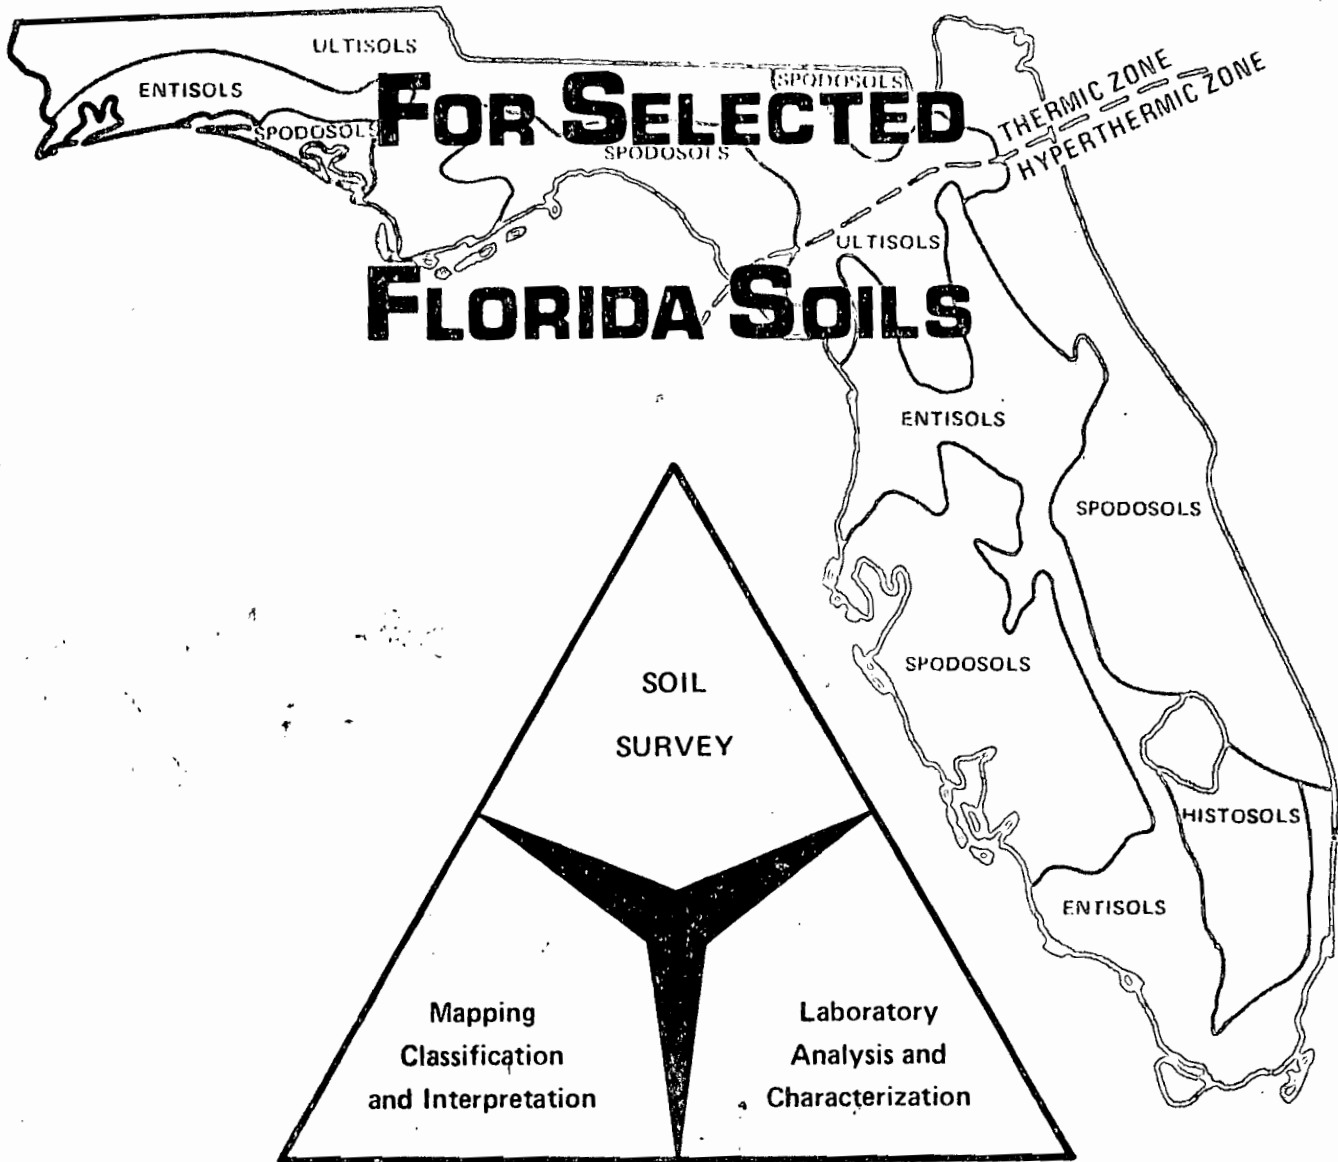 ULTISOLS
ENTISOLS
SPODOSOLS
SPODOSOLS
FOR SELECTED
SPODOSOLS
THERMIC ZONE
HYPERTHERMIC ZONE
ULTISOLS
FLORIDA SOILS
ENTISOLS
SPODOSOLS
SPODOSOLS
HISTOSOLS
ENTISOLS
SOIL
SURVEY
Mapping
Classification
and Interpretation
Laboratory
Analysis and
Characterization